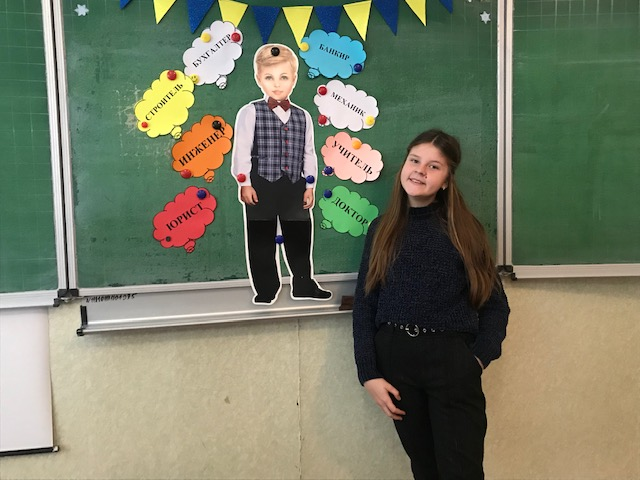 БУХГАЛТЕР
БАНКИР
СТРОИТЕЛЬ
МЕХАНИК
ИНЖЕНЕР
УЧИТЕЛЬ
ЮРИСТ
ДОКТОР